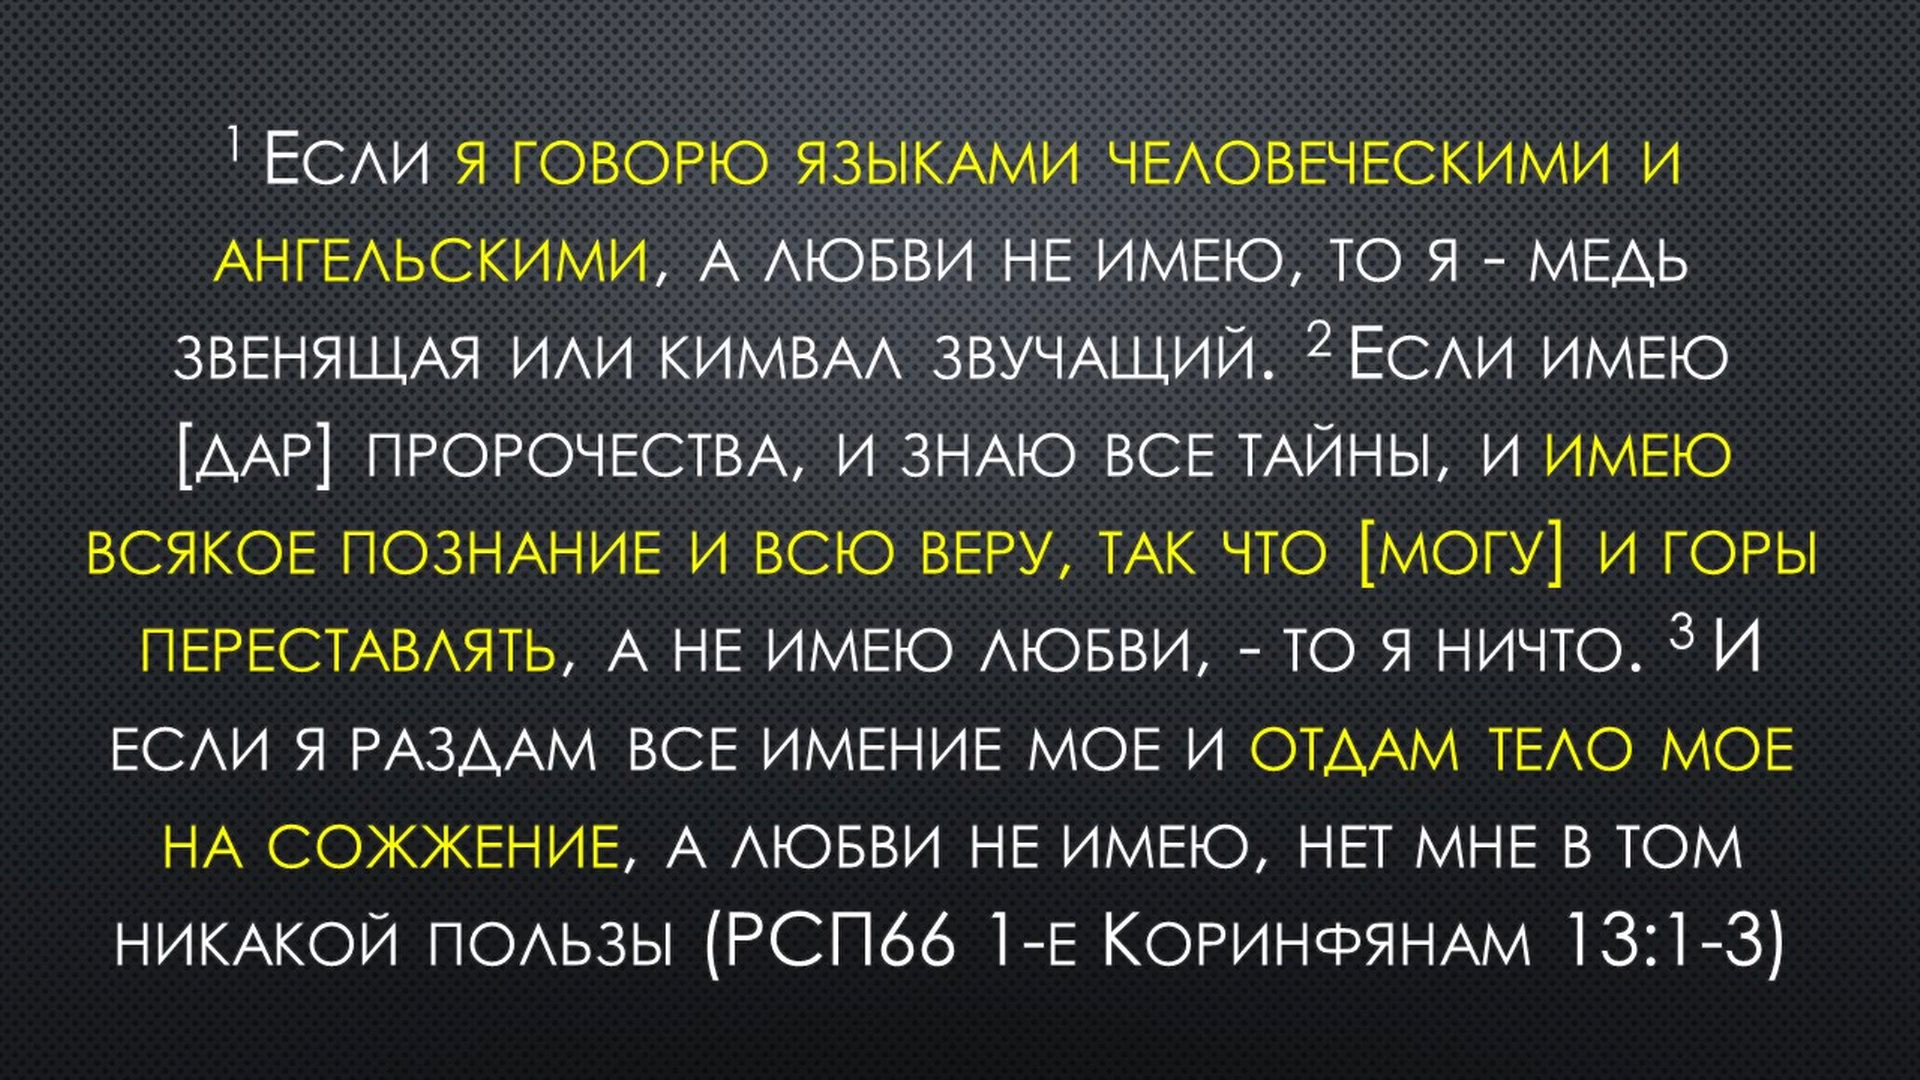 1 Если я говорю языками человеческими и
ангельскими, а любви не имею, то я - медь
звенящая или кимвал звучащий. 2 Если имею
[дар] пророчества, и знаю все тайны, и имею
всякое познание и всю веру, так что [могу] и горы
переставлять, а не имею любви, - то я ничто. 3 И
если я раздам все имение мое и отдам тело мое
на сожжение, а любви не имею, нет мне в том
никакой пользы (РСП66 1-е Коринфянам 13:1-3)